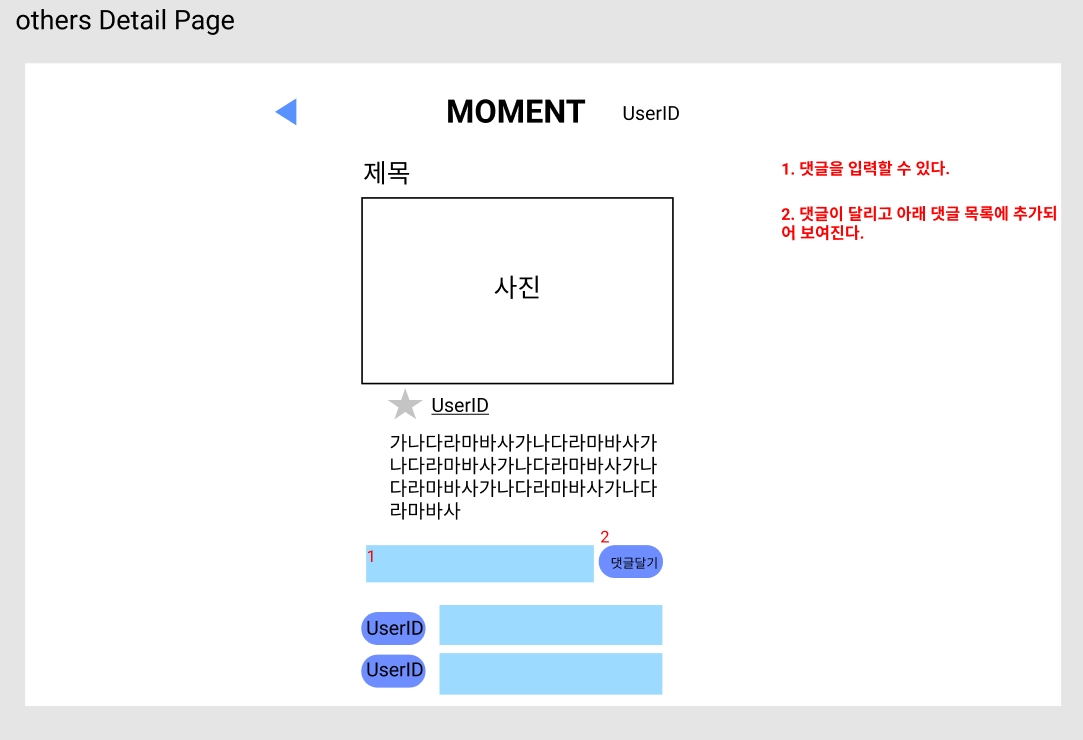 others Detail Page
MOMENT UserID
제목
1. 댓글을 입력할 수 있다.
2. 댓글이 달리고 아래 댓글 목록에 추가되
어 보여진다.
사진
UserID
가나다라마바사가나다라마바사가
나다라마바사가나다라마바사가나
다라마바사가나다라마바사가나다
라마바사
1
2
댓글달기
UserID
UserID